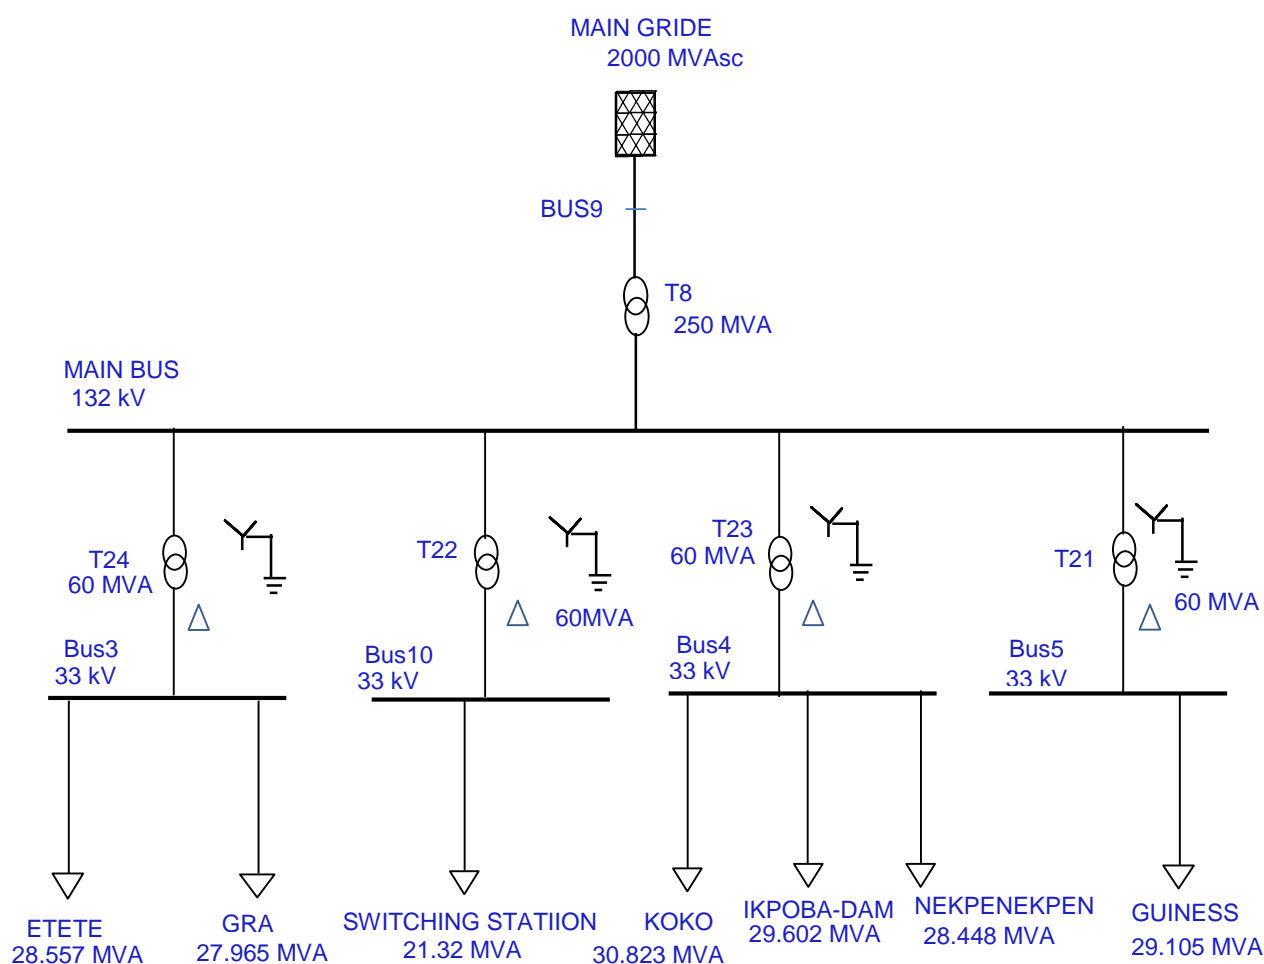 MAIN GRIDE
2000 MVAsc
BUS9
T8
250 MVA
MAIN BUS
132 kV
T24
60 MVA
T22
60MVA
T23
60 MVA
T21
60 MVA
Bus3
33 kV
Bus10
33 kV
Bus4
33 kV
Bus5
33 kV
ETETE
28.557 MVA
GRA
27.965 MVA
SWITCHING STATIION
21.32 MVA
KOKO
30.823 MVA
IKPOBA-DAM
29.602 MVA
NEKPENEKPEN
28.448 MVA
GUINESS
29.105 MVA